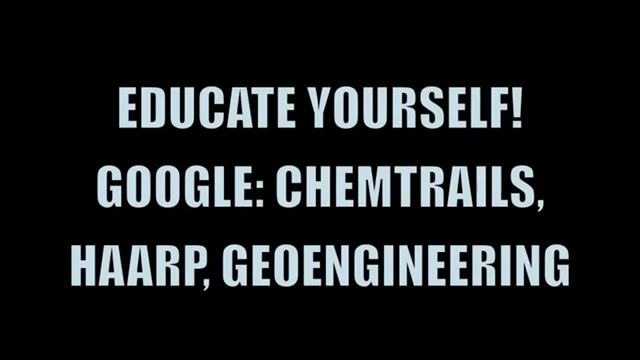 EDUCATE YOURSELF!
GOOGLE: CHEMTRAILS,
HAARP, GEOENGINEERING